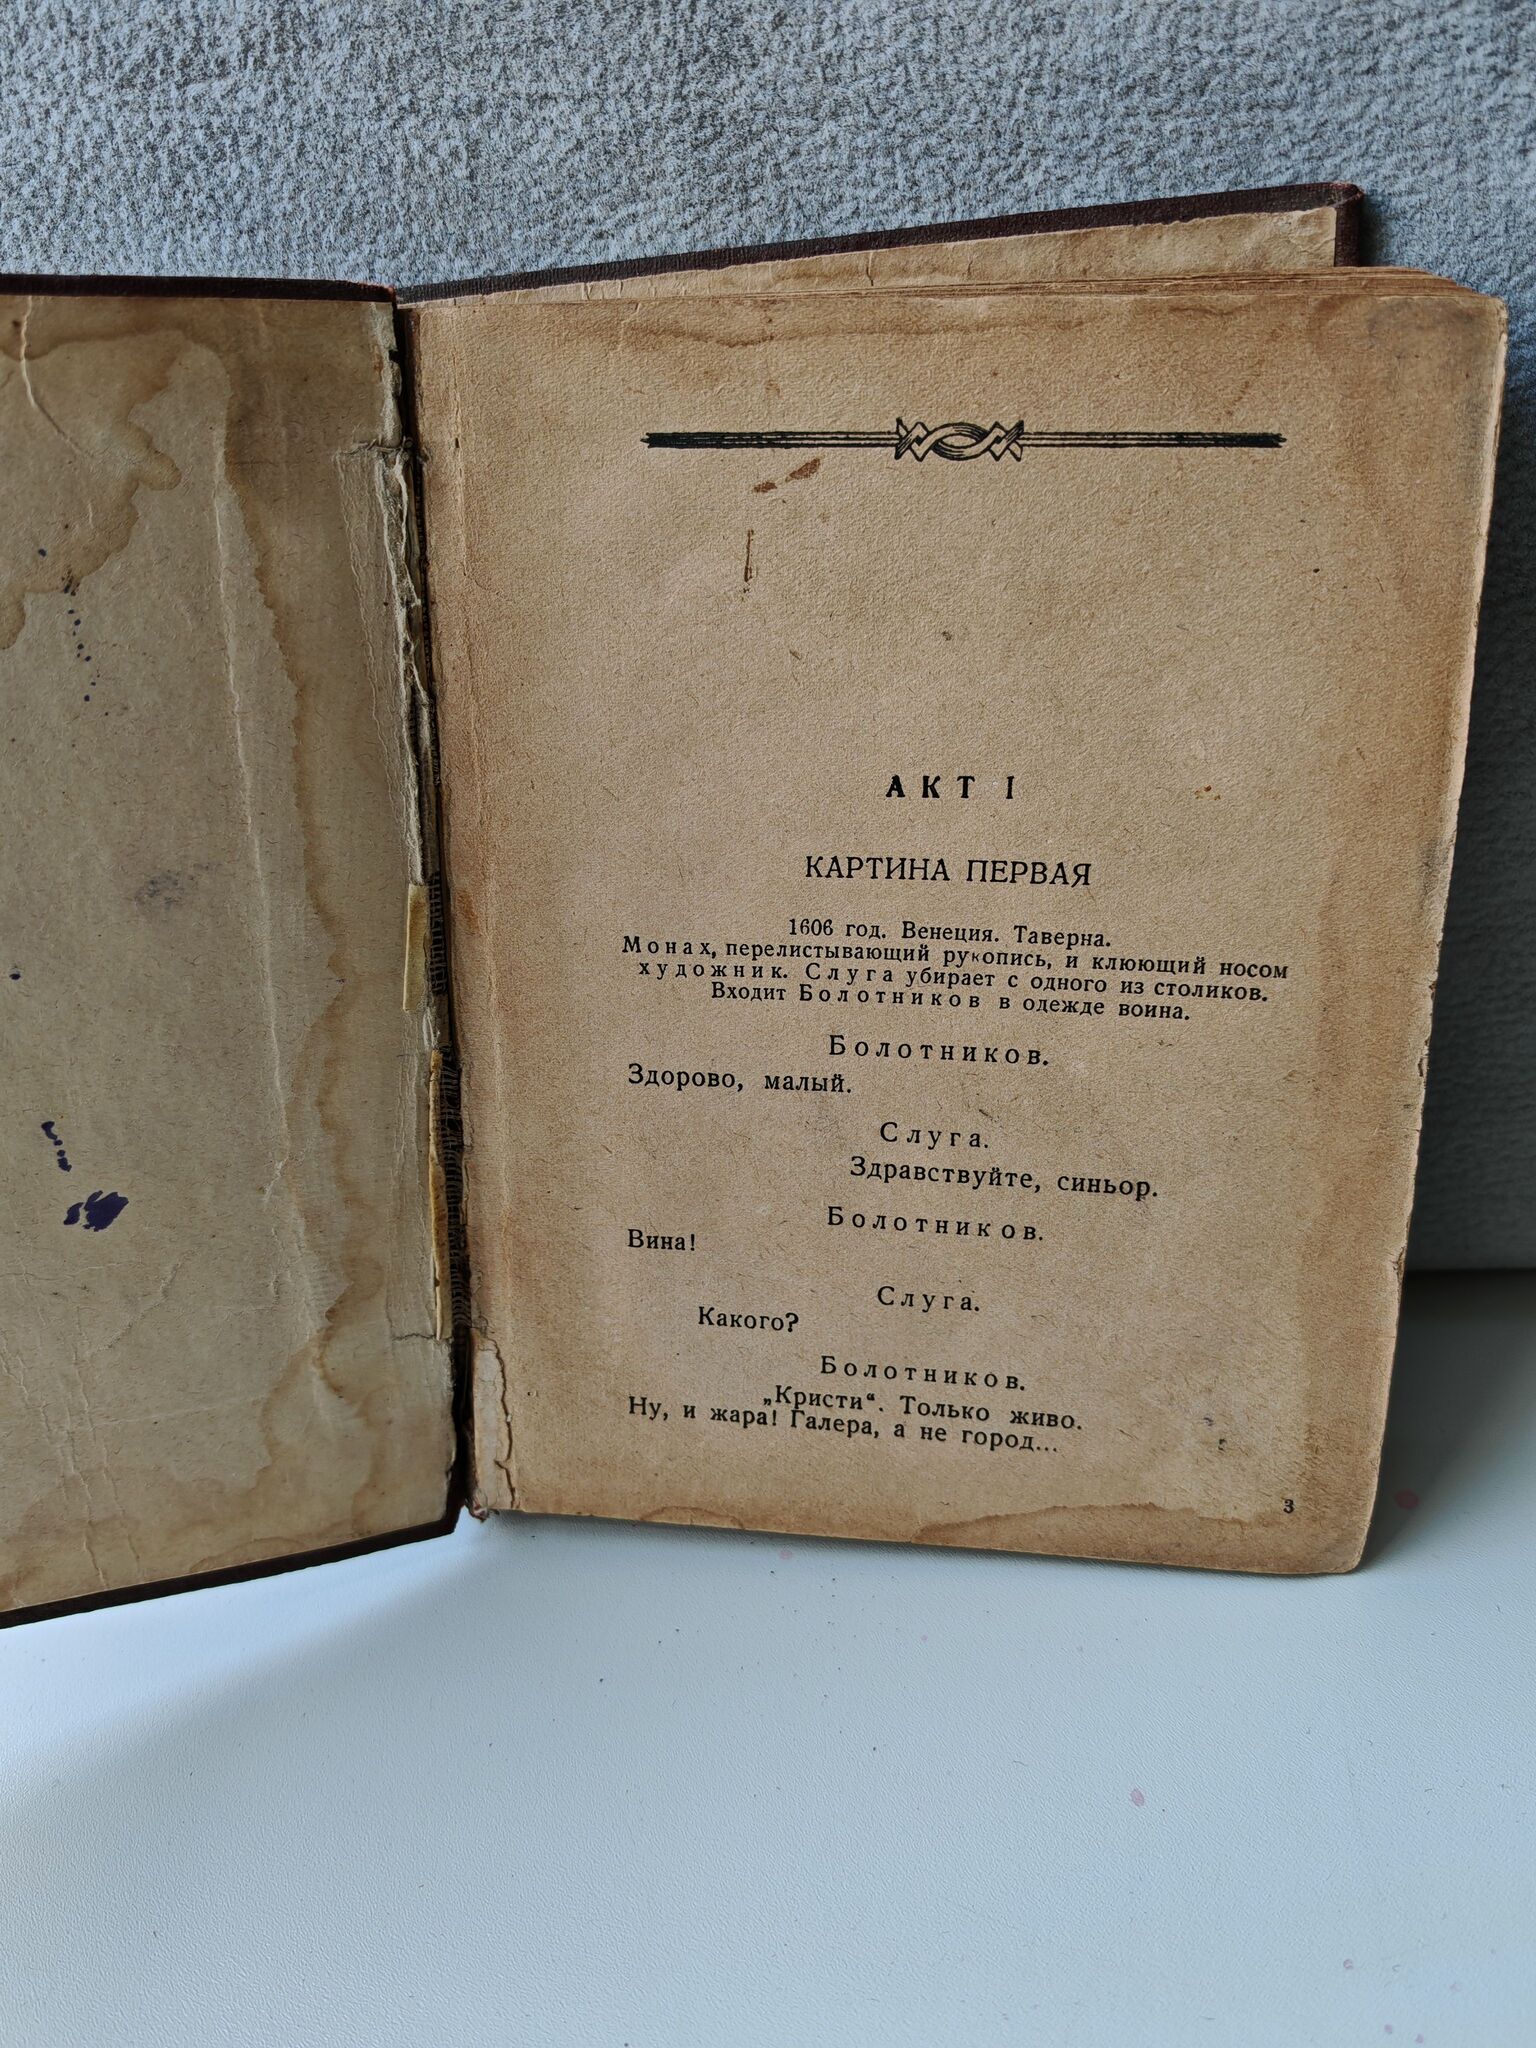 АКТ I
КАРТИНА ПЕРВАЯ
1606 год. Венеция. Таверна.
Монах, перелистывающий рукопись, и клюющий носом
художник. Слуга убирает с одного из столиков.
Входит Болотников в одежде воина.
Болотников.
Здорово, малый.
Слуга.
Здравствуйте, синьор.
Болотников.
Вина!
Слуга.
Какого?
Болотников.
„Кристи“. Только живо.
Ну, и жара! Галера, а не город...
3